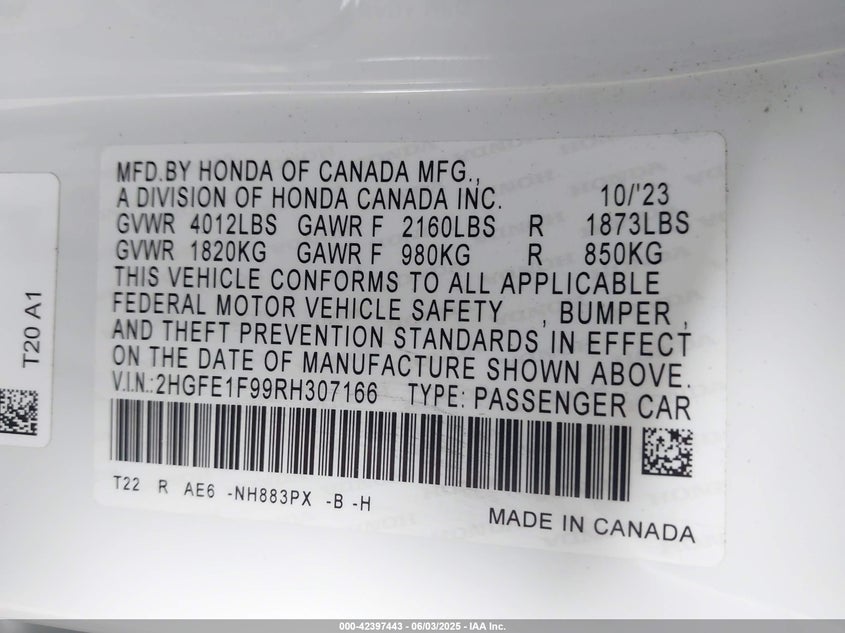 MFD.BY HONDA OF CANADA MFG.,
A DIVISION OF HONDA CANADA INC. 10/'23
GVWR 4012LBS GAWR F 2160LBS R 1873LBS
GVWR 1820KG GAWR F 980KG R 850KG
THIS VEHICLE CONFORMS TO ALL APPLICABLE
FEDERAL MOTOR VEHICLE SAFETY , BUMPER ,
AND THEFT PREVENTION STANDARDS IN EFFECT
ON THE DATE OF MANUFACTURE SHOWN ABOVE.
V.I.N.:2HGFE1F99RH307166 TYPE: PASSENGER CAR
T22 R AE6 -NH883PX -B -H
MADE IN CANADA
T20 A1
000-42397443 - 06/03/2025 - IAA Inc.